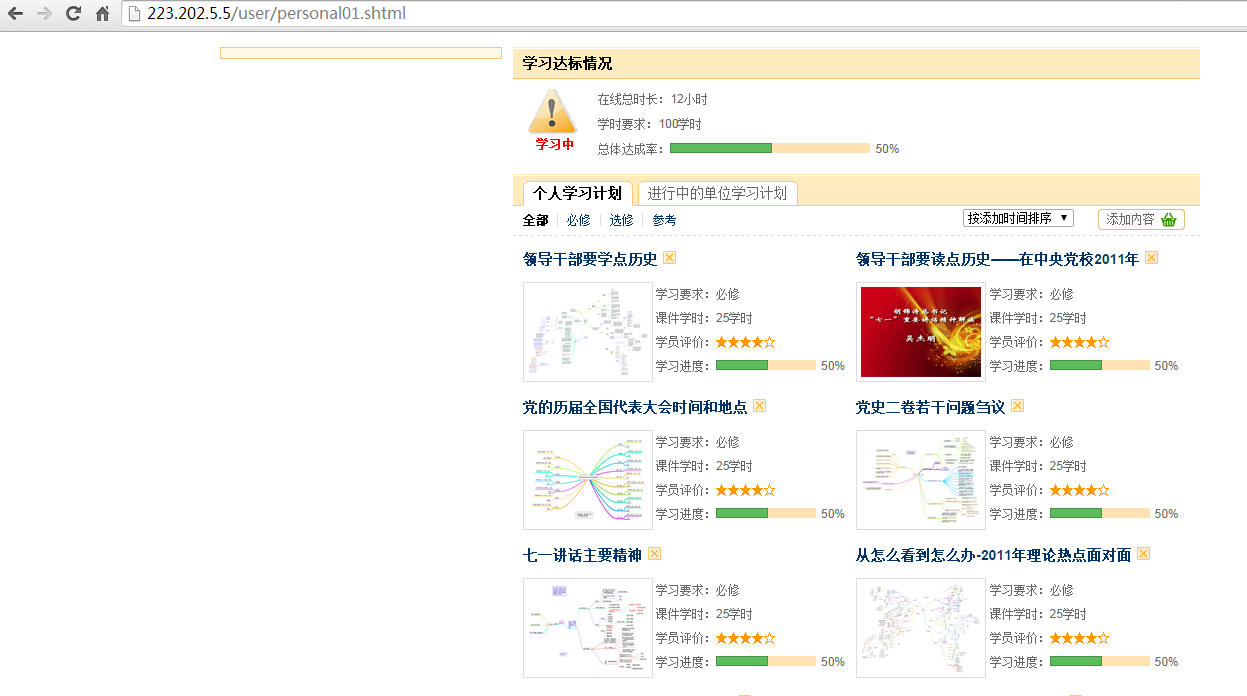 223.202.5.5/user/personal01.shtml
学习达标情况
学习中
在线总时长：12小时
学时要求：100学时
总体达成率： 50%
个人学习计划 进行中的单位学习计划
全部 必修 选修 参考 按添加时间排序 添加内容
领导干部要学点历史
学习要求：必修
课件学时：25学时
学员评价：★★★★☆
学习进度： 50%
领导干部要读点历史——在中央党校2011年
胡锦涛总书记
“七一”重要讲话精神解读
吴杰明
学习要求：必修
课件学时：25学时
学员评价：★★★★☆
学习进度： 50%
党的历届全国代表大会时间和地点
学习要求：必修
课件学时：25学时
学员评价：★★★★☆
学习进度： 50%
党史二卷若干问题刍议
学习要求：必修
课件学时：25学时
学员评价：★★★★☆
学习进度： 50%
七一讲话主要精神
学习要求：必修
课件学时：25学时
学员评价：★★★★☆
学习进度： 50%
从怎么看到怎么办-2011年理论热点面对面
学习要求：必修
课件学时：25学时
学员评价：★★★★☆
学习进度： 50%